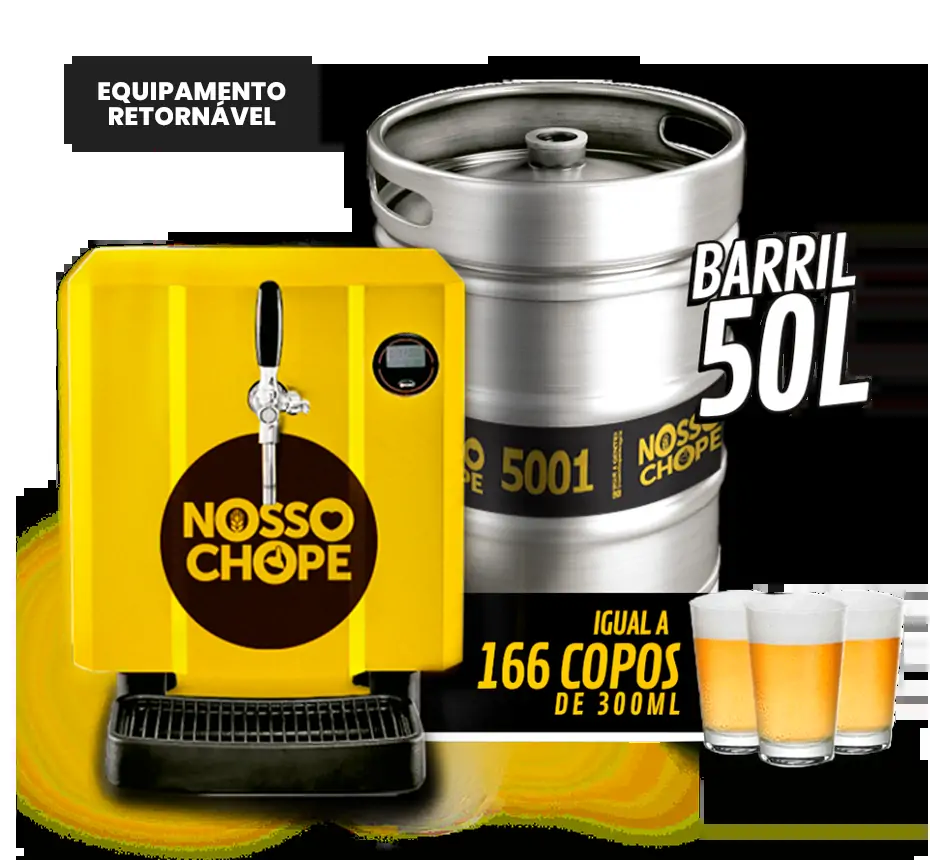 EQUIPAMENTO
RETORNÁVEL
BARRIL
50L
5001
NOSSO
CHOPE
NOSSO
CHOPE
IGUAL A
166 COPOS
DE 300ML